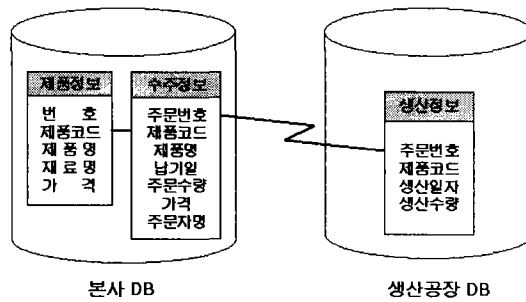 제품정보
번 호
제품코드
제 품 명
재 료 명
가 격
수주정보
주문번호
제품코드
제품명
납기일
주문수량
가격
주문자명
생산정보
주문번호
제품코드
생산일자
생산수량
본사 DB
생산공장 DB